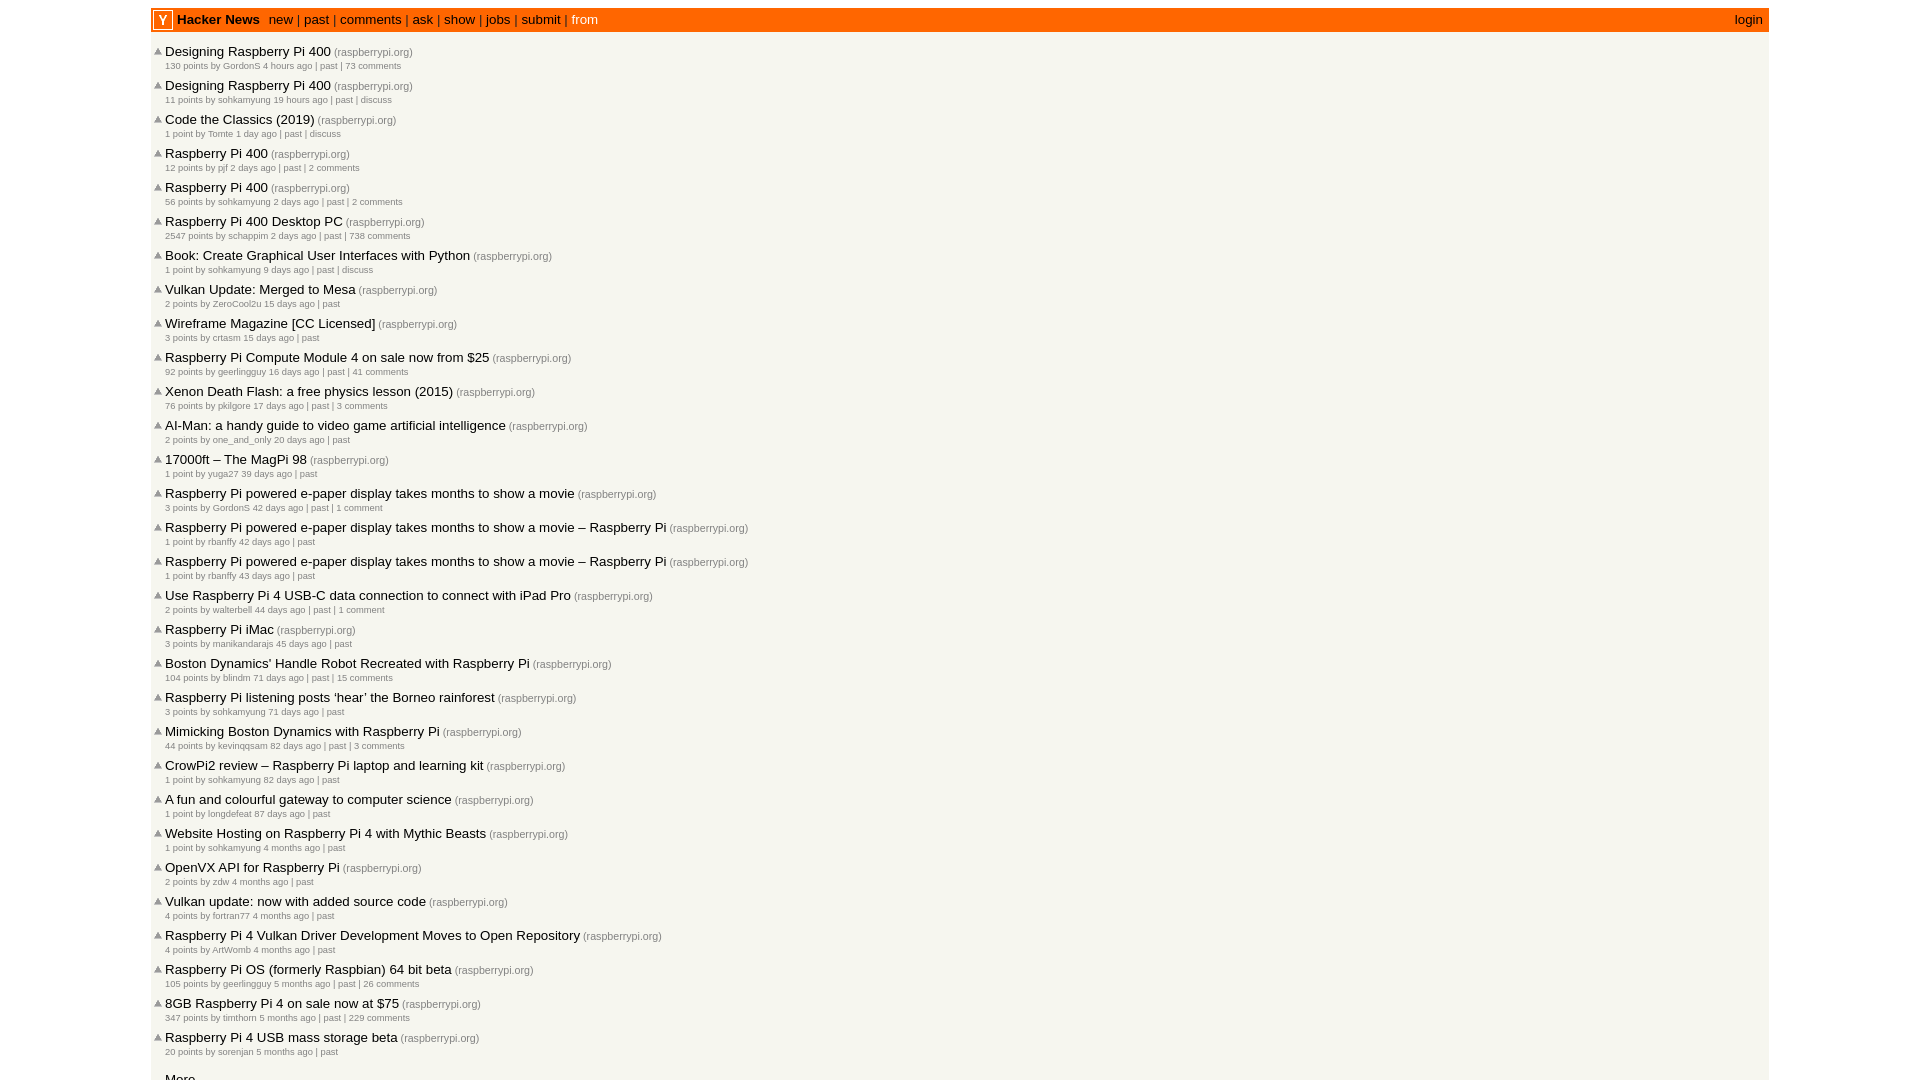 Y Hacker News new | past | comments | ask | show | jobs | submit | from login
Designing Raspberry Pi 400 (raspberrypi.org)
130 points by GordonS 4 hours ago | past | 73 comments
Designing Raspberry Pi 400 (raspberrypi.org)
11 points by sohkamyung 19 hours ago | past | discuss
Code the Classics (2019) (raspberrypi.org)
1 point by Tomte 1 day ago | past | discuss
Raspberry Pi 400 (raspberrypi.org)
12 points by pjf 2 days ago | past | 2 comments
Raspberry Pi 400 (raspberrypi.org)
56 points by sohkamyung 2 days ago | past | 2 comments
Raspberry Pi 400 Desktop PC (raspberrypi.org)
2547 points by schappim 2 days ago | past | 738 comments
Book: Create Graphical User Interfaces with Python (raspberrypi.org)
1 point by sohkamyung 9 days ago | past | discuss
Vulkan Update: Merged to Mesa (raspberrypi.org)
2 points by ZeroCool2u 15 days ago | past
Wireframe Magazine [CC Licensed] (raspberrypi.org)
3 points by crtasm 15 days ago | past
Raspberry Pi Compute Module 4 on sale now from $25 (raspberrypi.org)
92 points by geerlingguy 16 days ago | past | 41 comments
Xenon Death Flash: a free physics lesson (2015) (raspberrypi.org)
76 points by pkilgore 17 days ago | past | 3 comments
AI-Man: a handy guide to video game artificial intelligence (raspberrypi.org)
2 points by one_and_only 20 days ago | past
17000ft – The MagPi 98 (raspberrypi.org)
1 point by yuga27 39 days ago | past
Raspberry Pi powered e-paper display takes months to show a movie (raspberrypi.org)
3 points by GordonS 42 days ago | past | 1 comment
Raspberry Pi powered e-paper display takes months to show a movie – Raspberry Pi (raspberrypi.org)
1 point by rbanffy 42 days ago | past
Raspberry Pi powered e-paper display takes months to show a movie – Raspberry Pi (raspberrypi.org)
1 point by rbanffy 43 days ago | past
Use Raspberry Pi 4 USB-C data connection to connect with iPad Pro (raspberrypi.org)
2 points by walterbell 44 days ago | past | 1 comment
Raspberry Pi iMac (raspberrypi.org)
3 points by manikandarajs 45 days ago | past
Boston Dynamics' Handle Robot Recreated with Raspberry Pi (raspberrypi.org)
104 points by blindm 71 days ago | past | 15 comments
Raspberry Pi listening posts ‘hear’ the Borneo rainforest (raspberrypi.org)
3 points by sohkamyung 71 days ago | past
Mimicking Boston Dynamics with Raspberry Pi (raspberrypi.org)
44 points by kevinqqsam 82 days ago | past | 3 comments
CrowPi2 review – Raspberry Pi laptop and learning kit (raspberrypi.org)
1 point by sohkamyung 82 days ago | past
A fun and colourful gateway to computer science (raspberrypi.org)
1 point by longdefeat 87 days ago | past
Website Hosting on Raspberry Pi 4 with Mythic Beasts (raspberrypi.org)
1 point by sohkamyung 4 months ago | past
OpenVX API for Raspberry Pi (raspberrypi.org)
2 points by zdw 4 months ago | past
Vulkan update: now with added source code (raspberrypi.org)
4 points by fortran77 4 months ago | past
Raspberry Pi 4 Vulkan Driver Development Moves to Open Repository (raspberrypi.org)
4 points by ArtWomb 4 months ago | past
Raspberry Pi OS (formerly Raspbian) 64 bit beta (raspberrypi.org)
105 points by geerlingguy 5 months ago | past | 26 comments
8GB Raspberry Pi 4 on sale now at $75 (raspberrypi.org)
347 points by timthorn 5 months ago | past | 229 comments
Raspberry Pi 4 USB mass storage beta (raspberrypi.org)
20 points by sorenjan 5 months ago | past
More